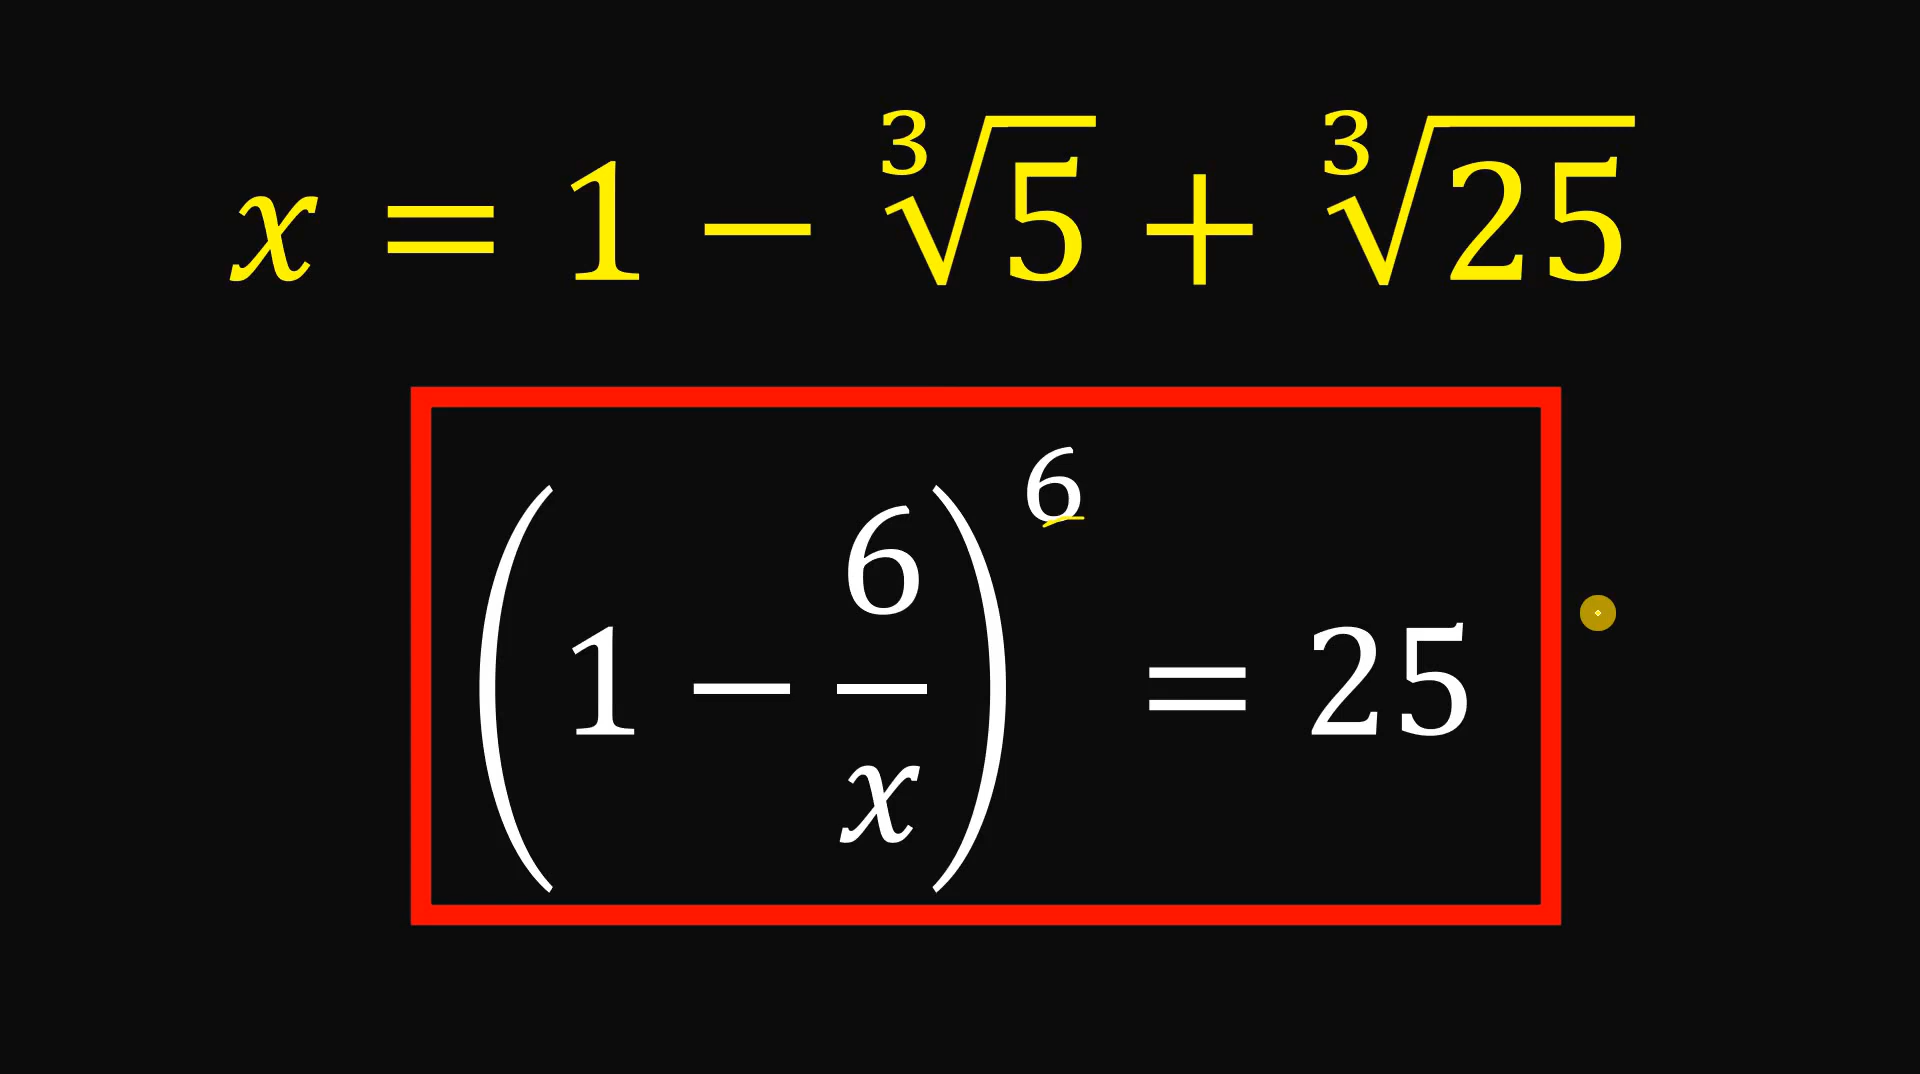 x = 1 − ∛5 + ∛25
(1 − 6/x)⁶ = 25